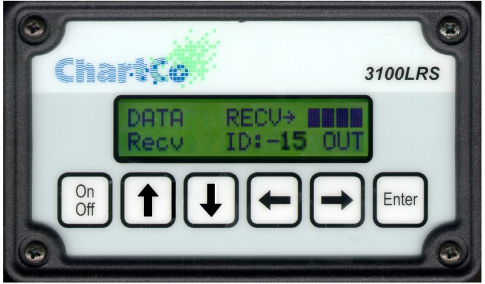 ChartCo
3100LRS
DATA RECV→
Recv ID:-15 OUT
On
Off
Enter